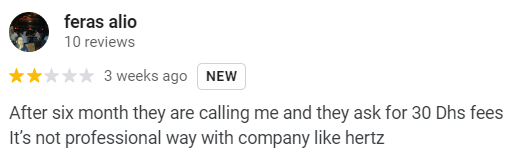 feras alio
10 reviews
3 weeks ago NEW
After six month they are calling me and they ask for 30 Dhs fees
It's not professional way with company like hertz